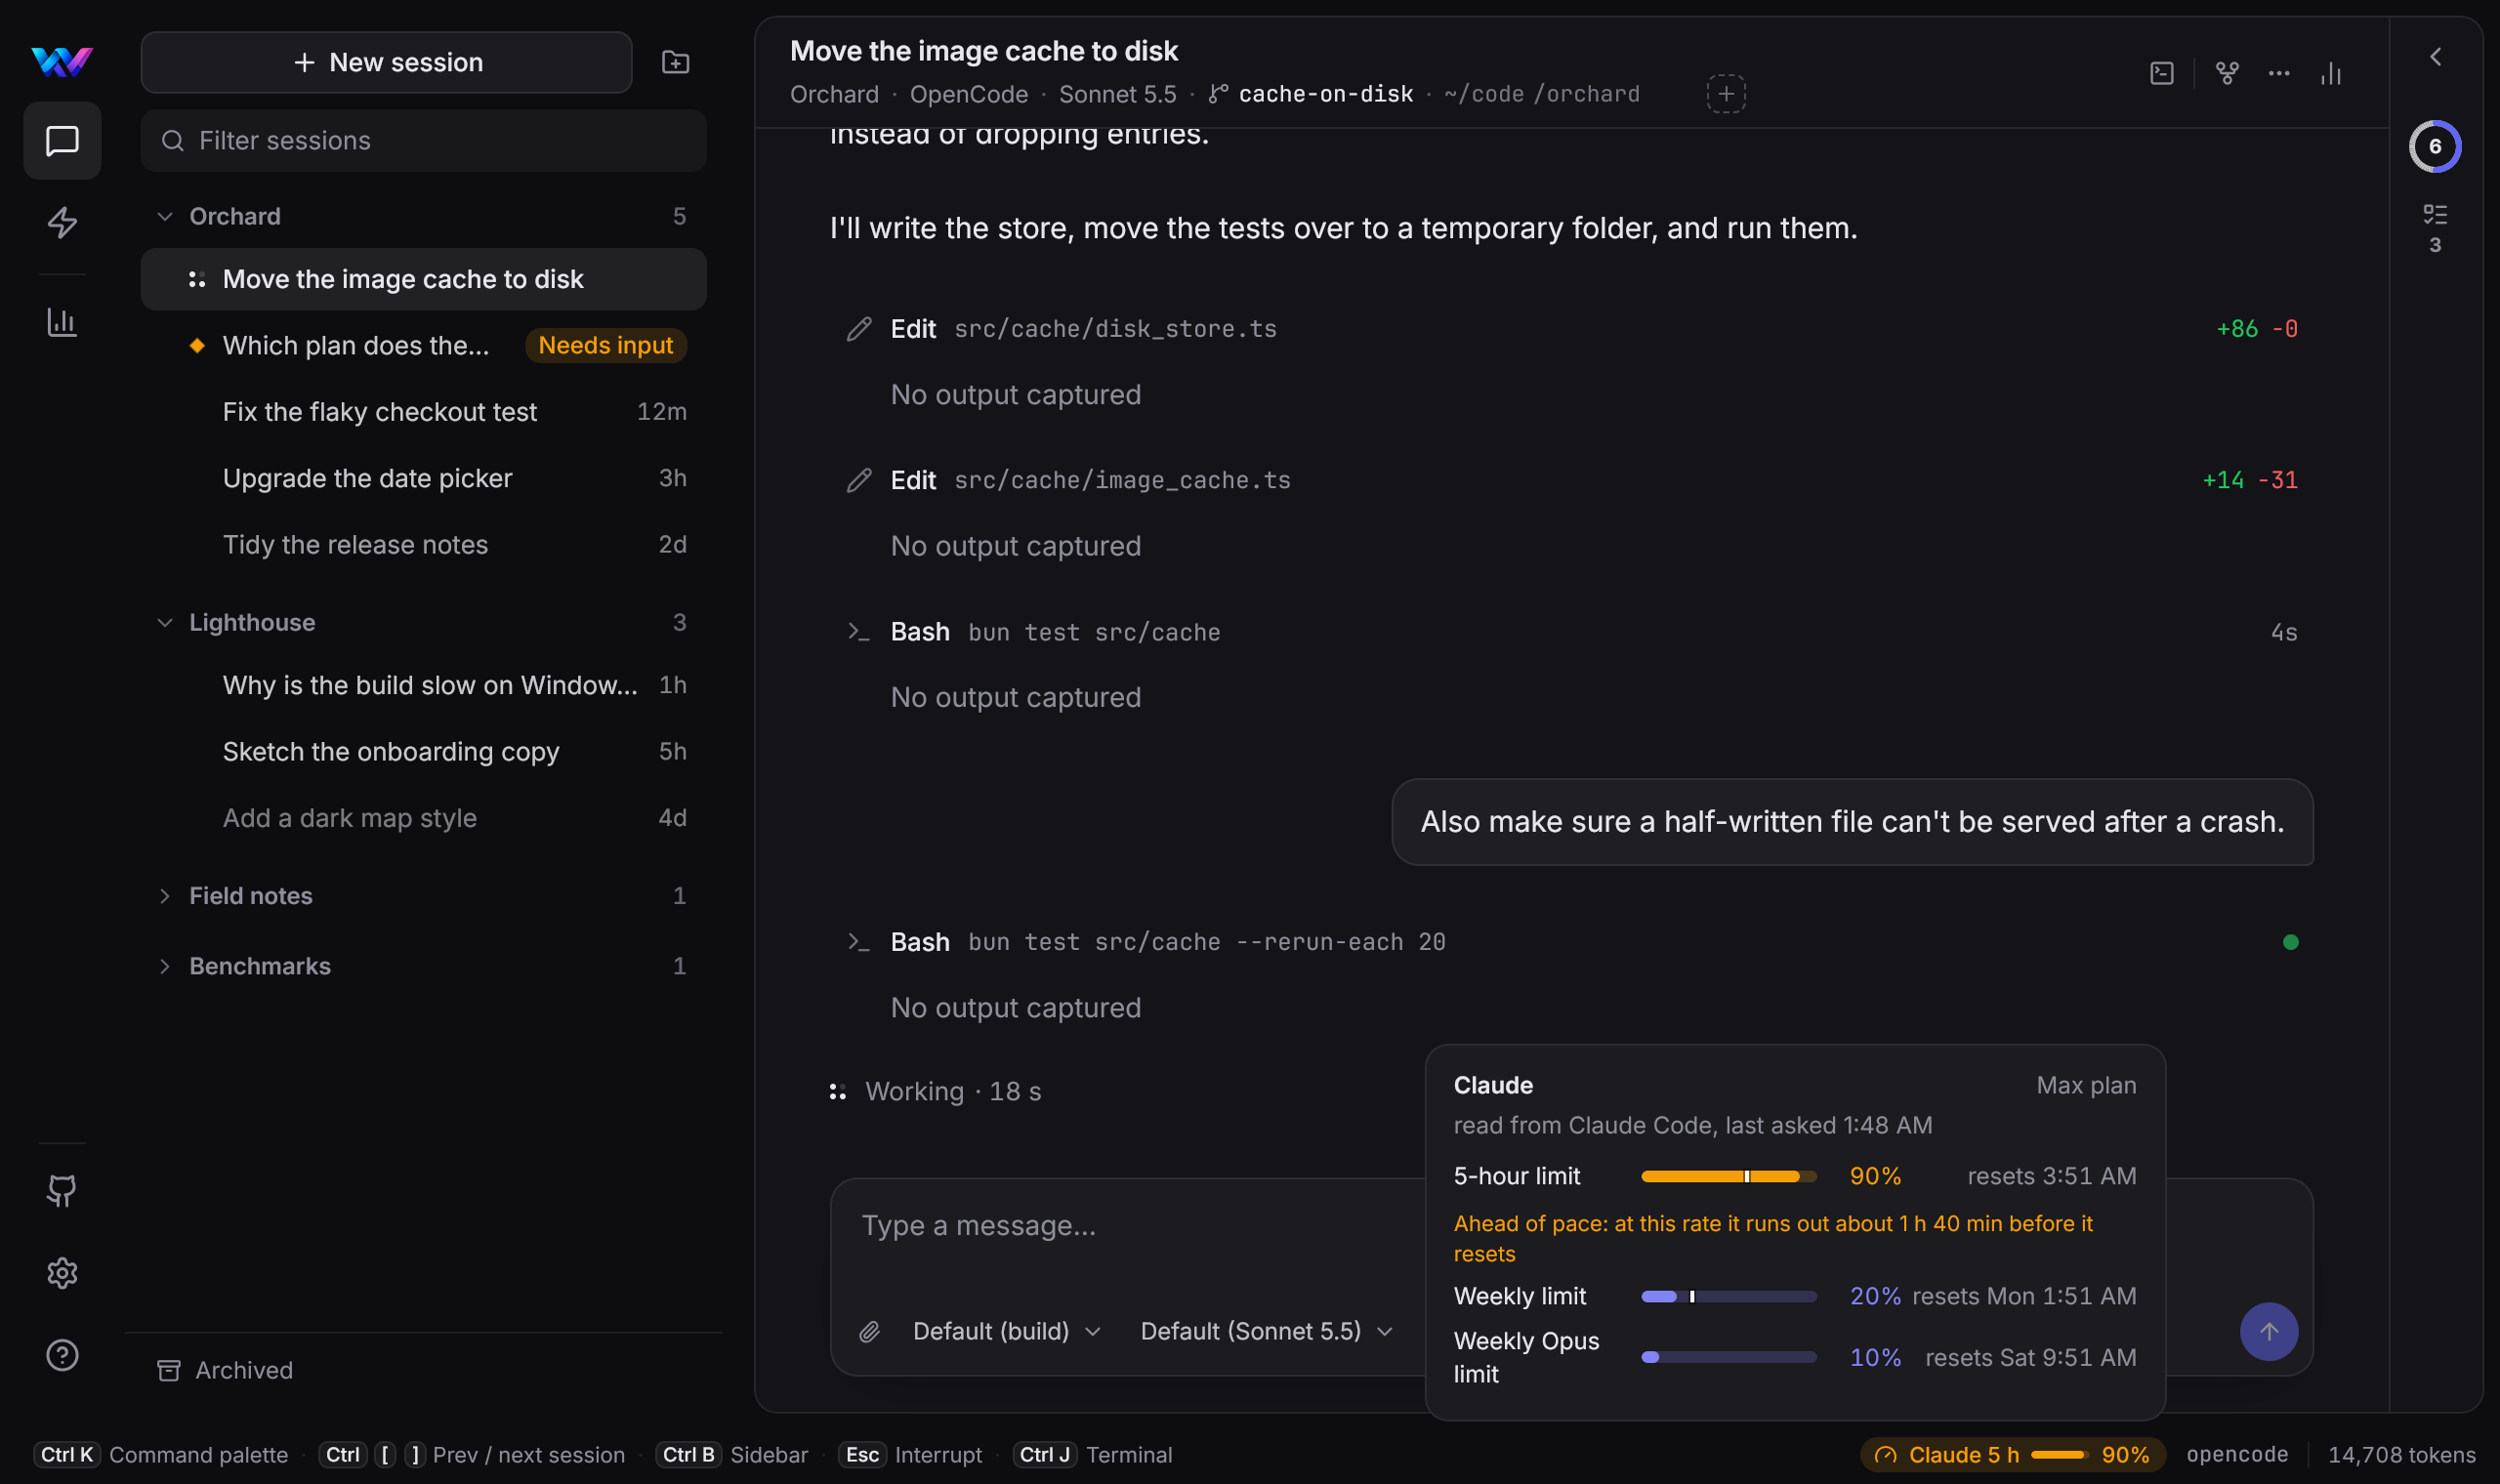 New session
Filter sessions
Orchard 5
Move the image cache to disk
Which plan does the... Needs input
Fix the flaky checkout test 12m
Upgrade the date picker 3h
Tidy the release notes 2d
Lighthouse 3
Why is the build slow on Window... 1h
Sketch the onboarding copy 5h
Add a dark map style 4d
Field notes 1
Benchmarks 1
Archived
Move the image cache to disk
Orchard · OpenCode · Sonnet 5.5 · cache-on-disk · ~/code /orchard
instead of dropping entries.
I'll write the store, move the tests over to a temporary folder, and run them.
Edit src/cache/disk_store.ts +86 -0
No output captured
Edit src/cache/image_cache.ts +14 -31
No output captured
Bash bun test src/cache 4s
No output captured
Also make sure a half-written file can't be served after a crash.
Bash bun test src/cache --rerun-each 20
No output captured
Working · 18 s
Type a message...
Default (build) Default (Sonnet 5.5)
Claude Max plan
read from Claude Code, last asked 1:48 AM
5-hour limit 90% resets 3:51 AM
Ahead of pace: at this rate it runs out about 1 h 40 min before it
resets
Weekly limit 20% resets Mon 1:51 AM
Weekly Opus
limit 10% resets Sat 9:51 AM
6
3
Ctrl K Command palette · Ctrl [ ] Prev / next session · Ctrl B Sidebar · Esc Interrupt · Ctrl J Terminal
Claude 5 h 90% opencode 14,708 tokens